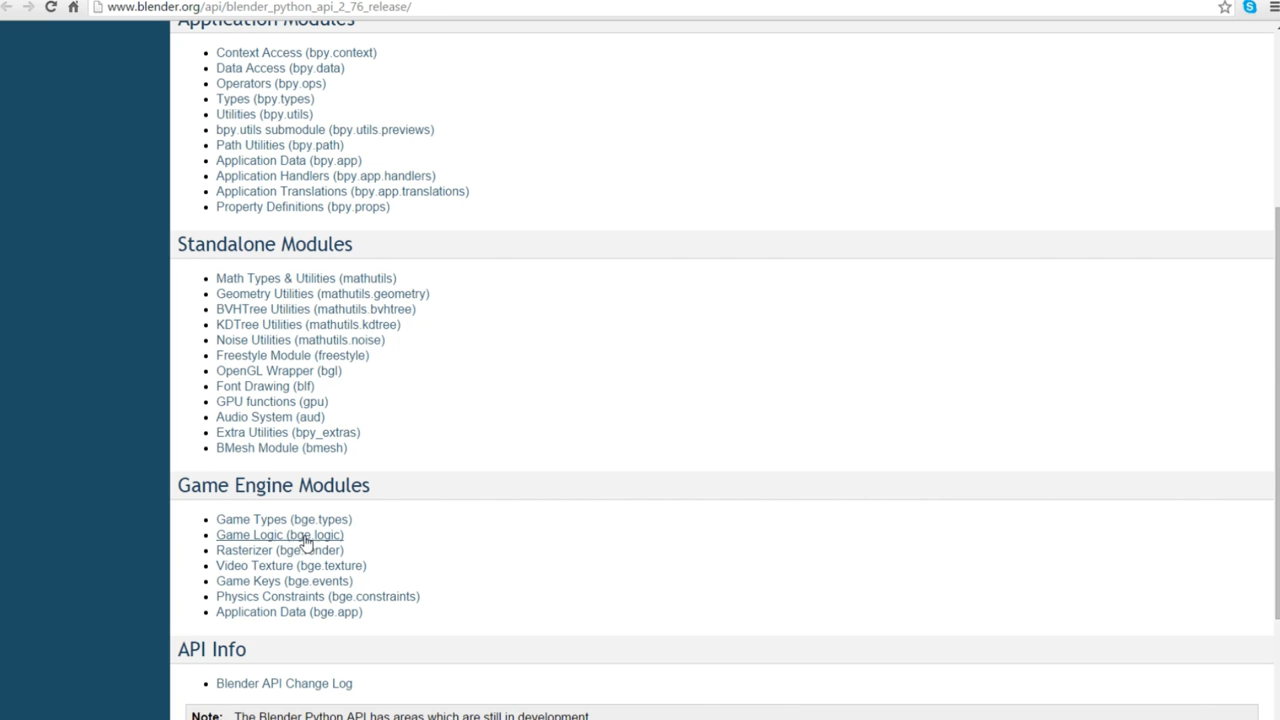 www.blender.org/api/blender_python_api_2_76_release/
Application Modules
Context Access (bpy.context)
Data Access (bpy.data)
Operators (bpy.ops)
Types (bpy.types)
Utilities (bpy.utils)
bpy.utils submodule (bpy.utils.previews)
Path Utilities (bpy.path)
Application Data (bpy.app)
Application Handlers (bpy.app.handlers)
Application Translations (bpy.app.translations)
Property Definitions (bpy.props)
Standalone Modules
Math Types & Utilities (mathutils)
Geometry Utilities (mathutils.geometry)
BVHTree Utilities (mathutils.bvhtree)
KDTree Utilities (mathutils.kdtree)
Noise Utilities (mathutils.noise)
Freestyle Module (freestyle)
OpenGL Wrapper (bgl)
Font Drawing (blf)
GPU functions (gpu)
Audio System (aud)
Extra Utilities (bpy_extras)
BMesh Module (bmesh)
Game Engine Modules
Game Types (bge.types)
Game Logic (bge.logic)
Rasterizer (bge.render)
Video Texture (bge.texture)
Game Keys (bge.events)
Physics Constraints (bge.constraints)
Application Data (bge.app)
API Info
Blender API Change Log
Note: The Blender Python API has areas which are still in development.